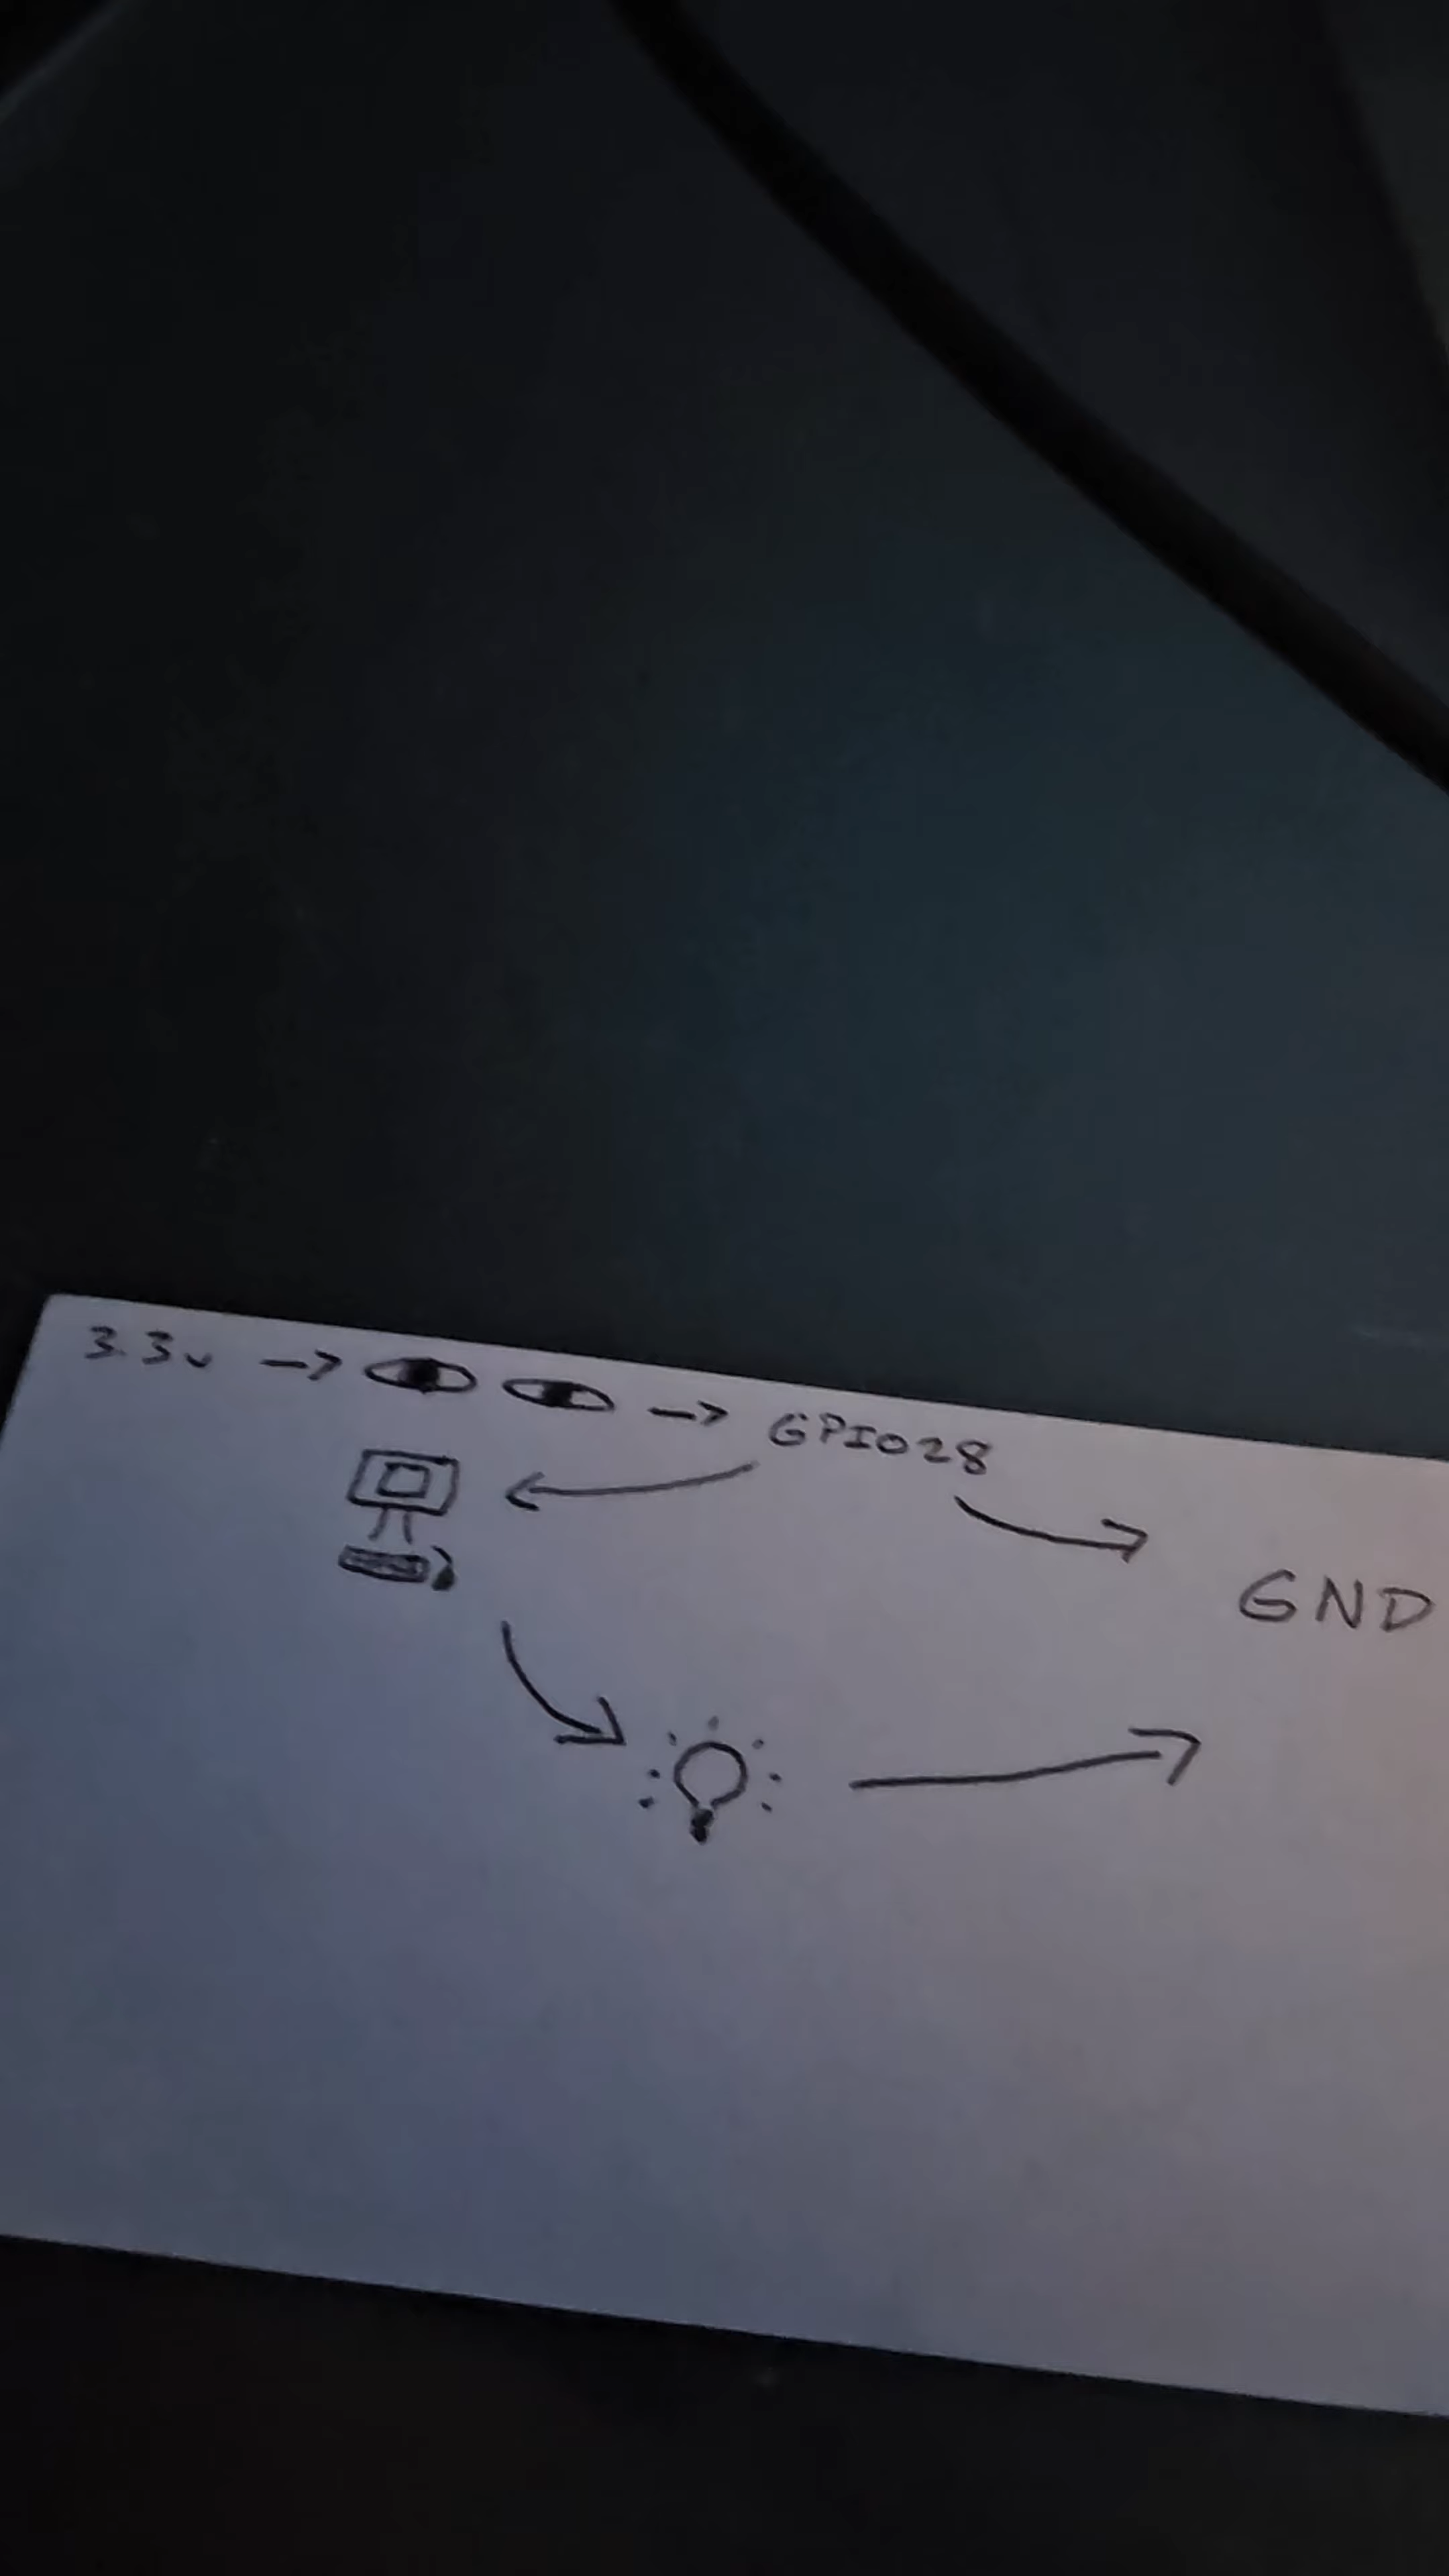 3.3v → → GPIO28
← →
GND
→ →